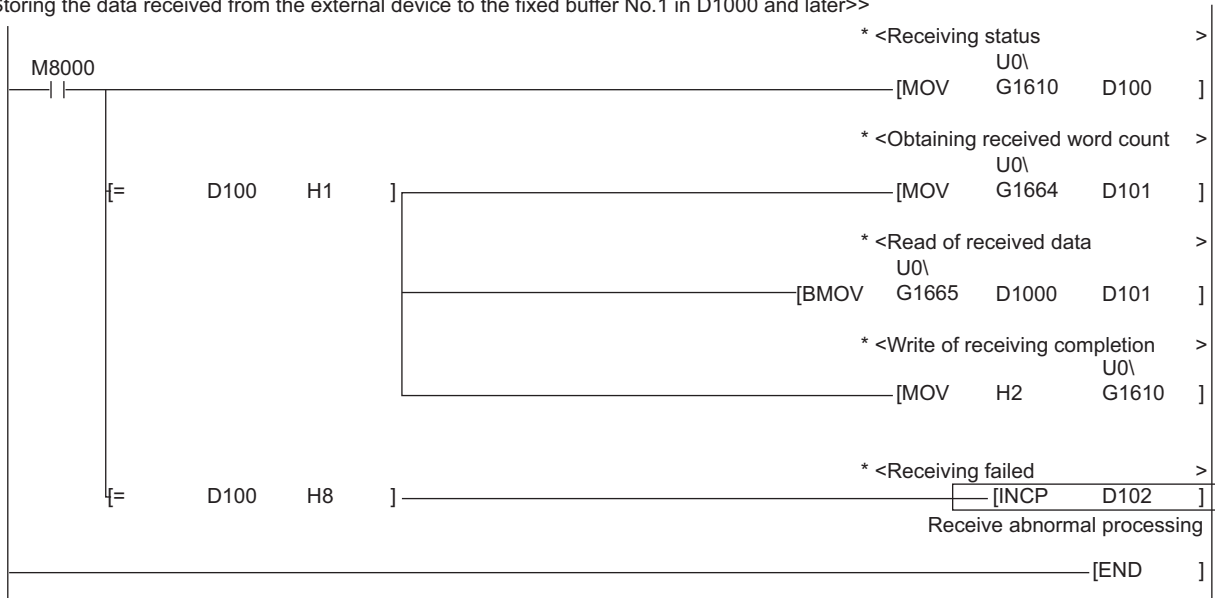 Storing the data received from the external device to the fixed buffer No.1 in D1000 and later>>
* <Receiving status >
M8000
U0\
[MOV G1610 D100 ]
* <Obtaining received word count >
U0\
[= D100 H1 ] [MOV G1664 D101 ]
* <Read of received data >
U0\
[BMOV G1665 D1000 D101 ]
* <Write of receiving completion >
U0\
[MOV H2 G1610 ]
* <Receiving failed >
[= D100 H8 ] [INCP D102 ]
Receive abnormal processing
[END ]